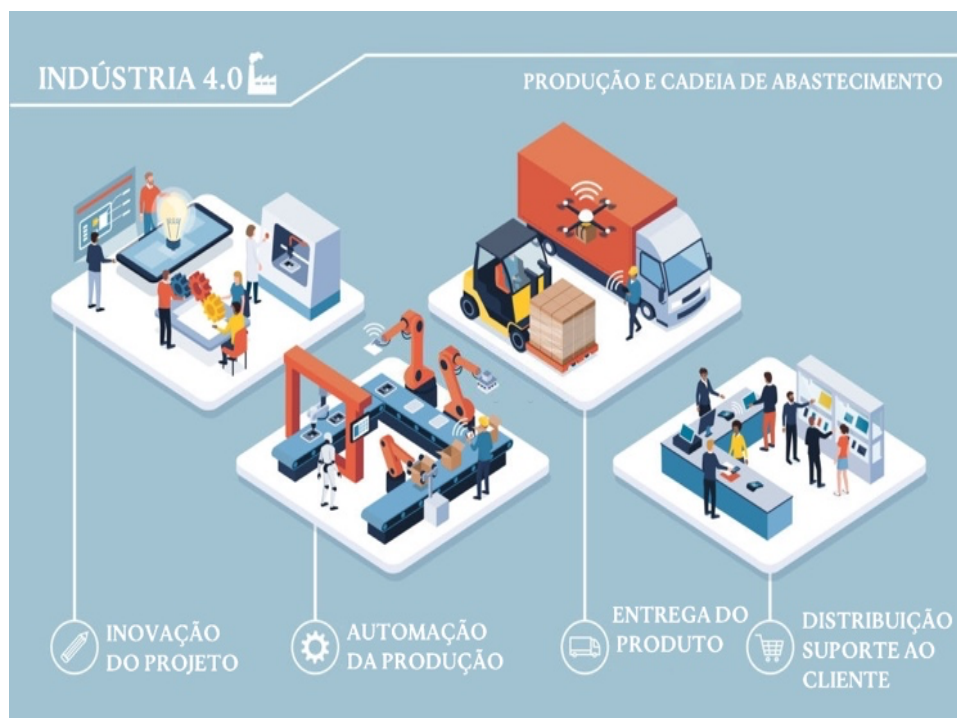 INDÚSTRIA 4.0
PRODUÇÃO E CADEIA DE ABASTECIMENTO
INOVAÇÃO
DO PROJETO
AUTOMAÇÃO
DA PRODUÇÃO
ENTREGA DO
PRODUTO
DISTRIBUIÇÃO
SUPORTE AO
CLIENTE